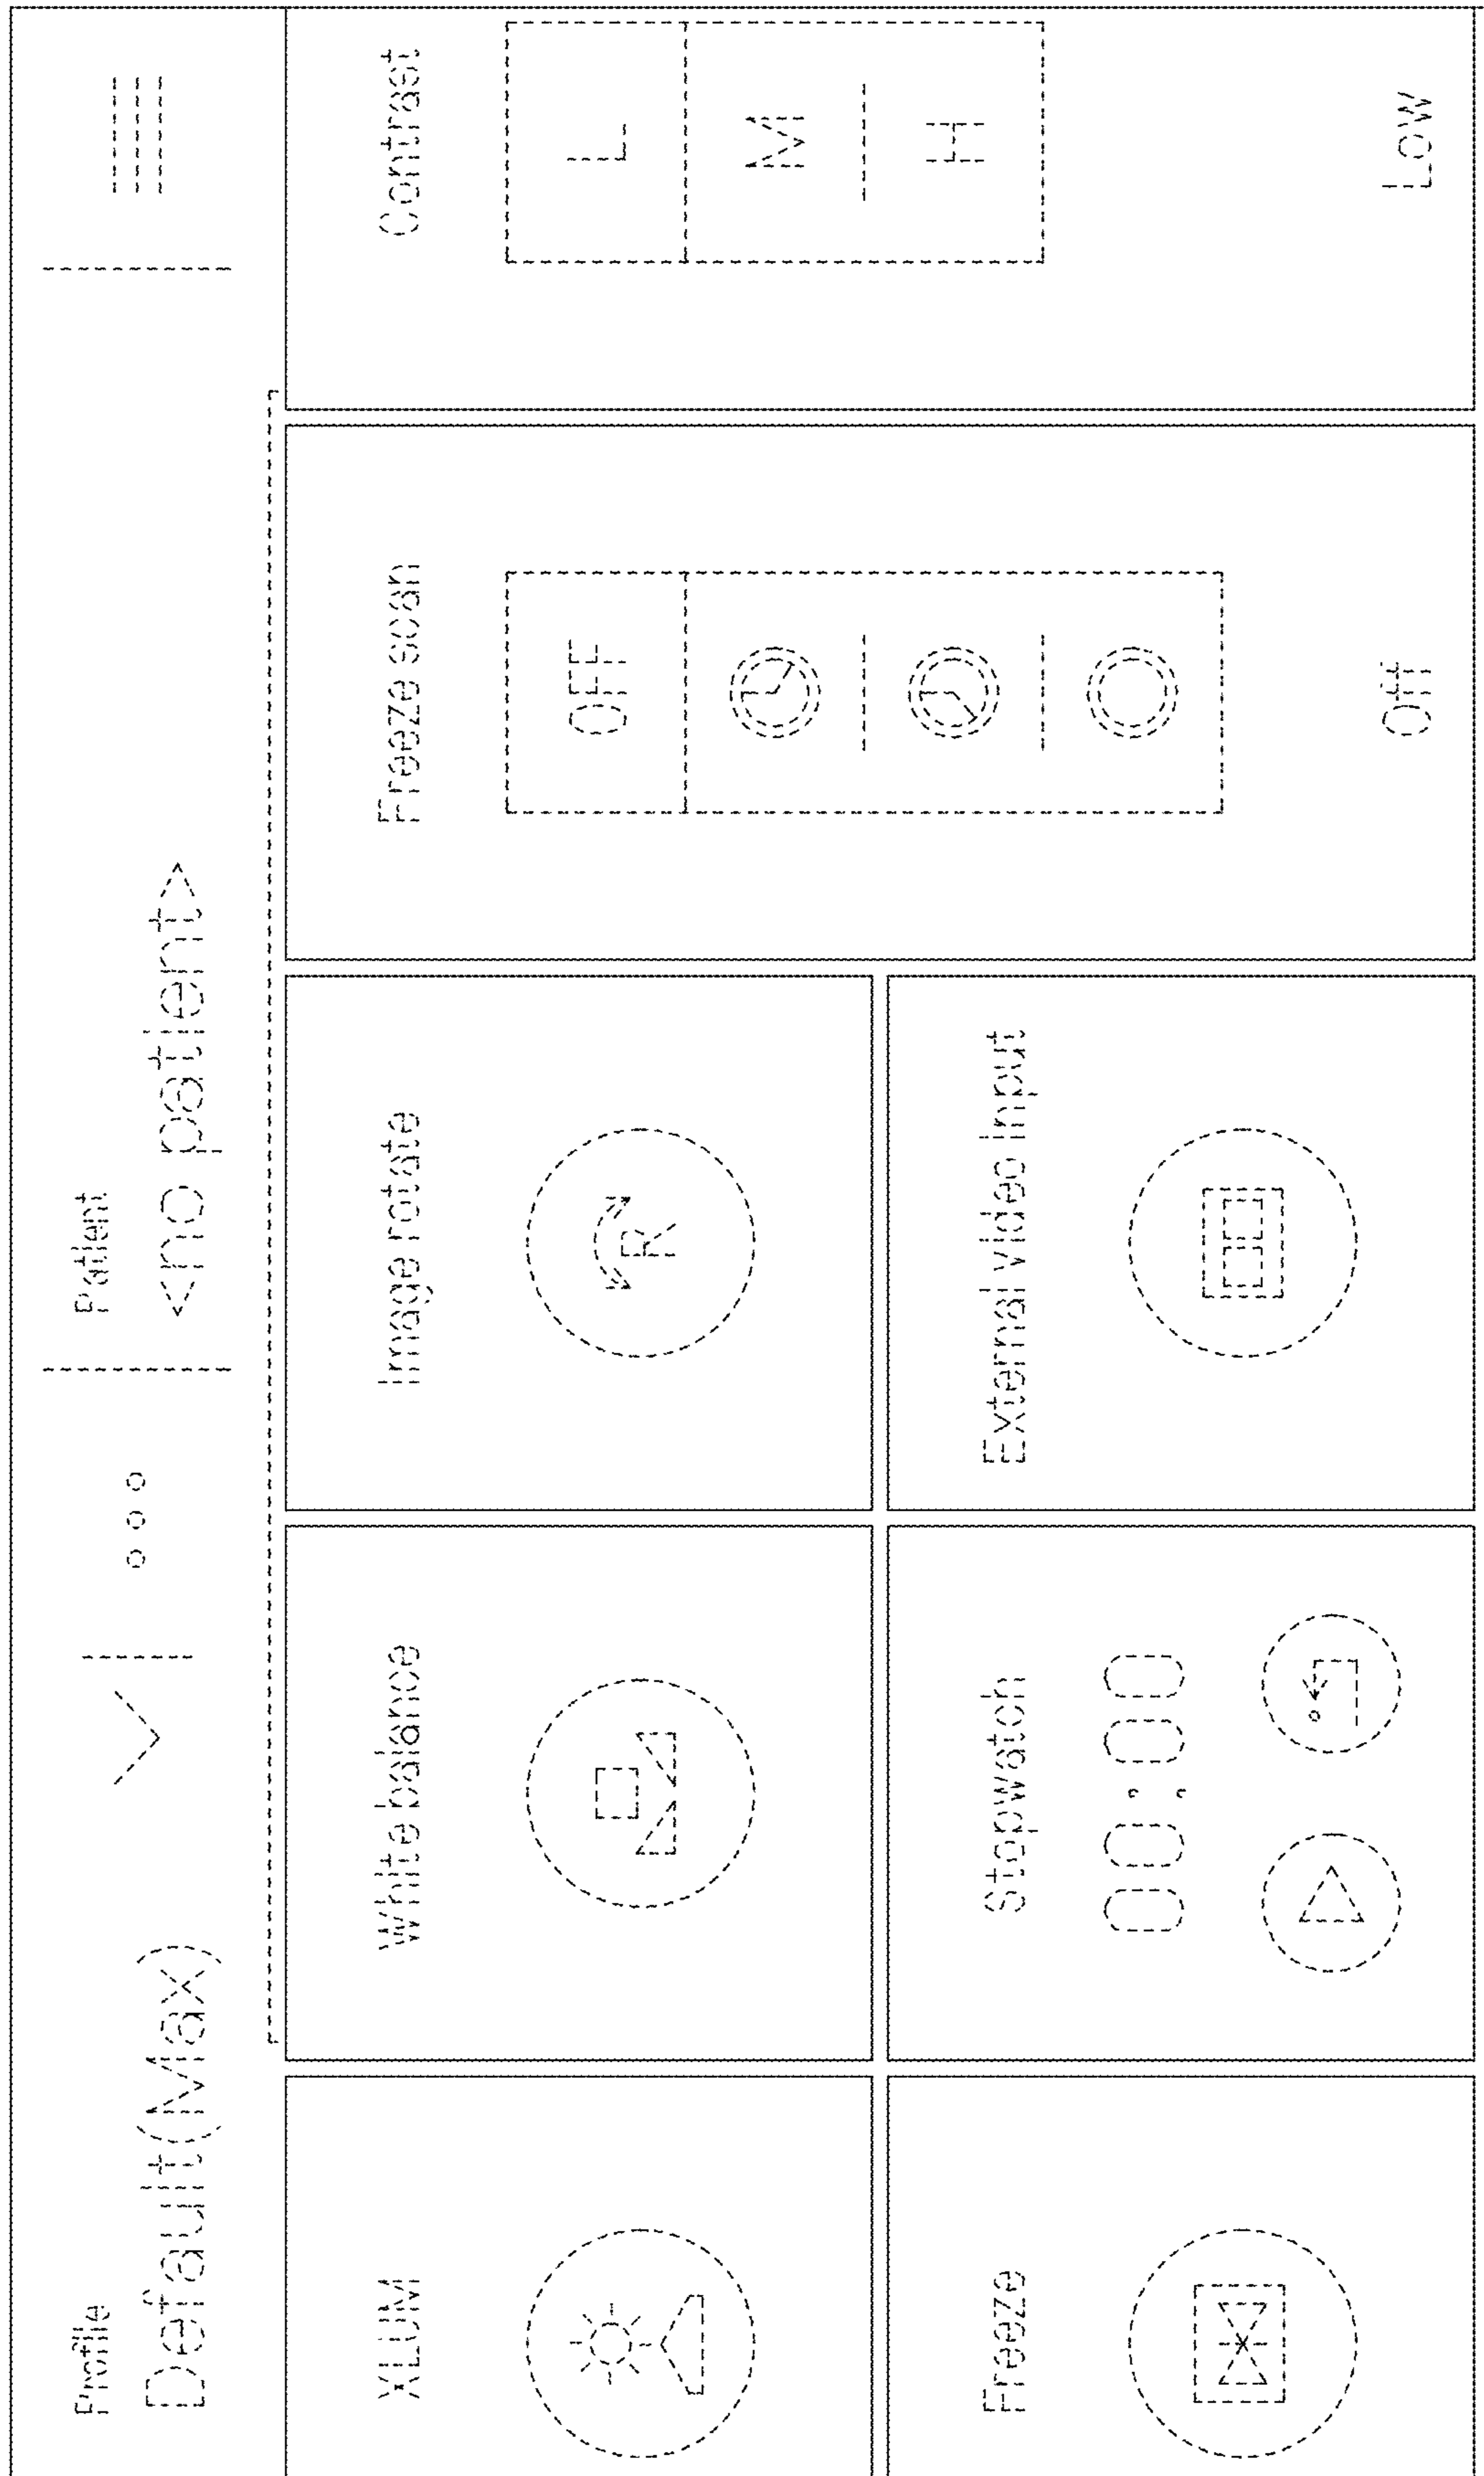 Profile
Default(Max)
Patient
<no patient>
XLUM
White balance
Image rotate
R
Freeze scan
OFF
Off
Contrast
L
M
H
Low
Freeze
Stopwatch
00:00
External video input